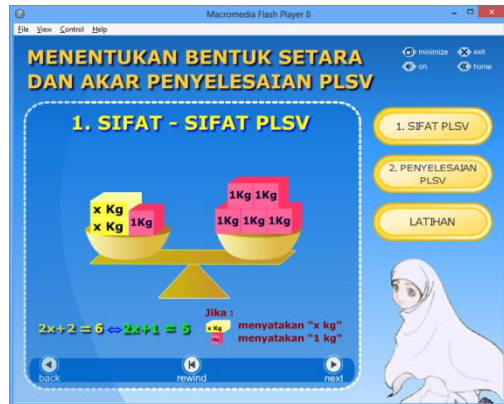 Macromedia Flash Player 8
File View Control Help
MENENTUKAN BENTUK SETARA
DAN AKAR PENYELESAIAN PLSV
minimize exit
on home
1. SIFAT - SIFAT PLSV
1. SIFAT PLSV
2. PENYELESAIAN
PLSV
LATIHAN
x Kg
x Kg 1Kg
1Kg 1Kg
1Kg 1Kg 1Kg
Jika :
x Kg menyatakan "x kg"
1Kg menyatakan "1 kg"
2x+2 = 6 ⇔ 2x+1 = 5
back rewind next